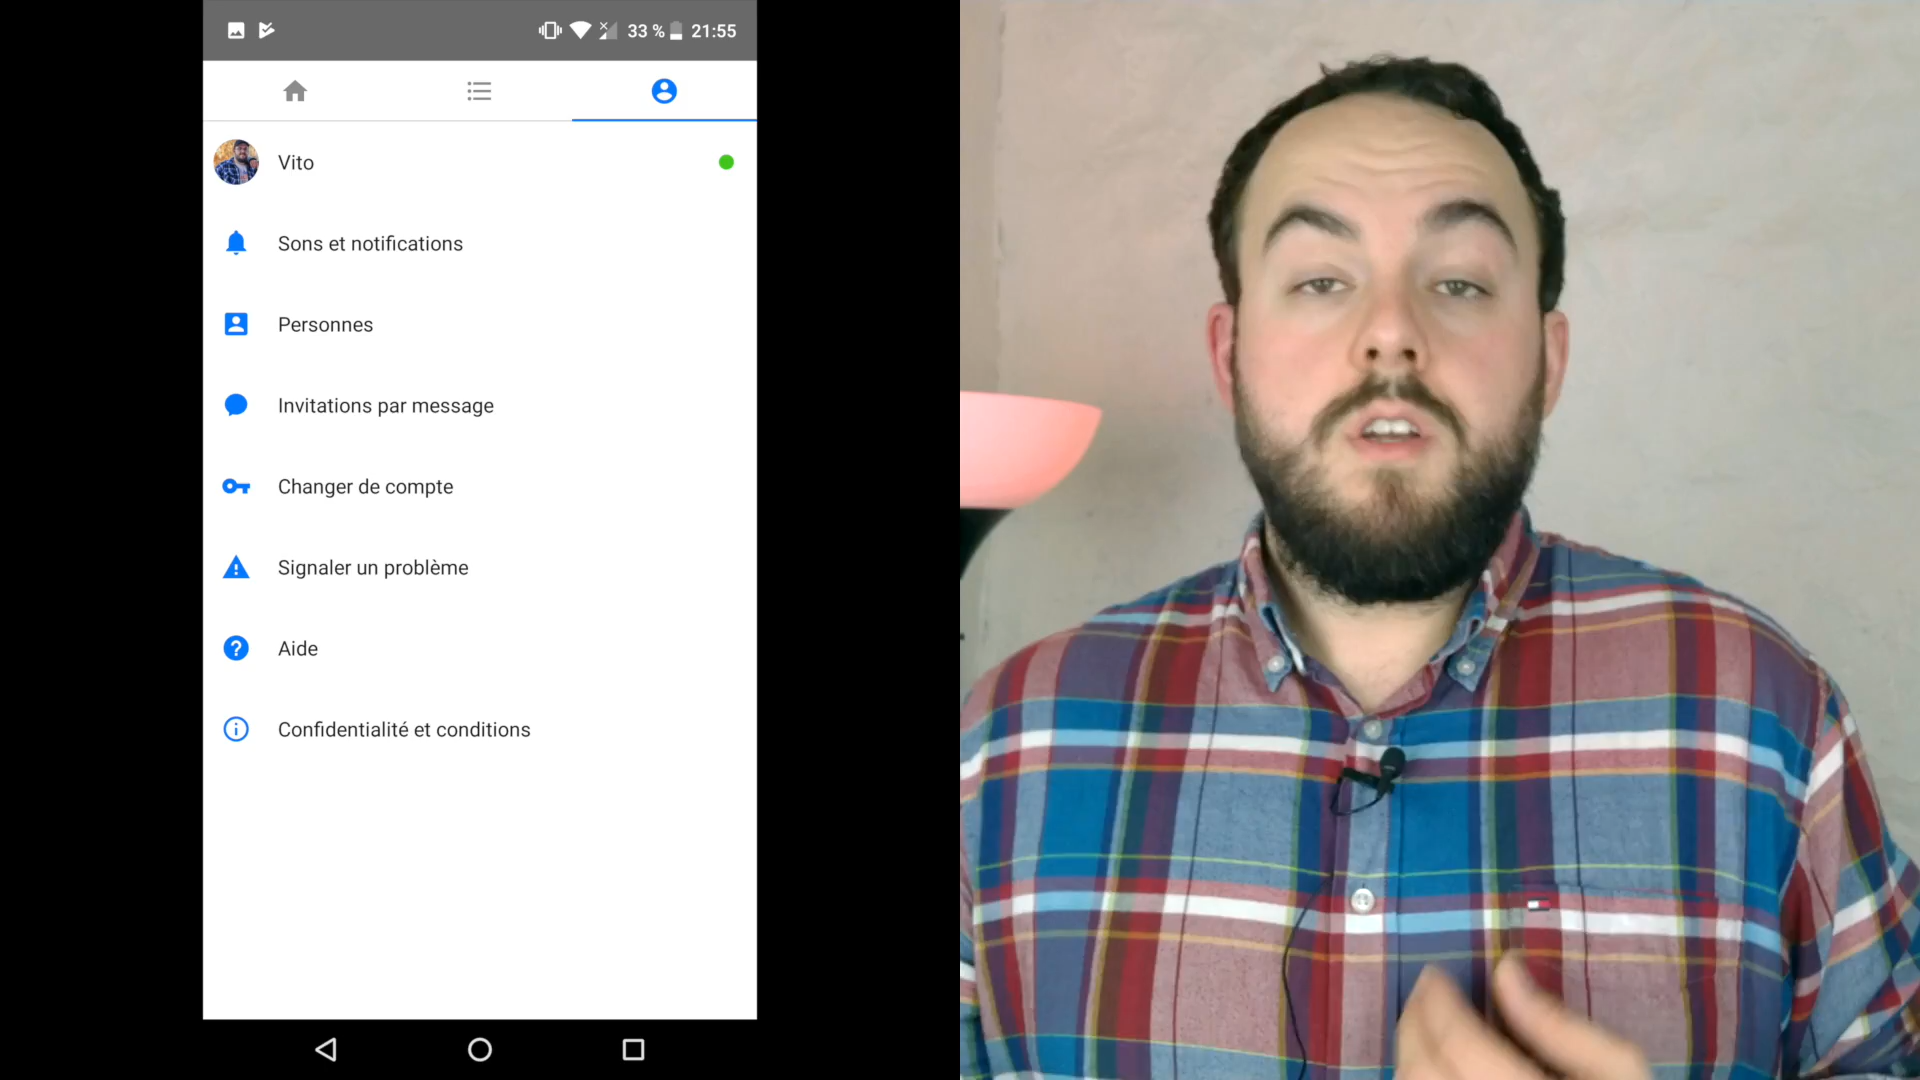 33 % 21:55
Vito
Sons et notifications
Personnes
Invitations par message
Changer de compte
Signaler un problème
Aide
Confidentialité et conditions